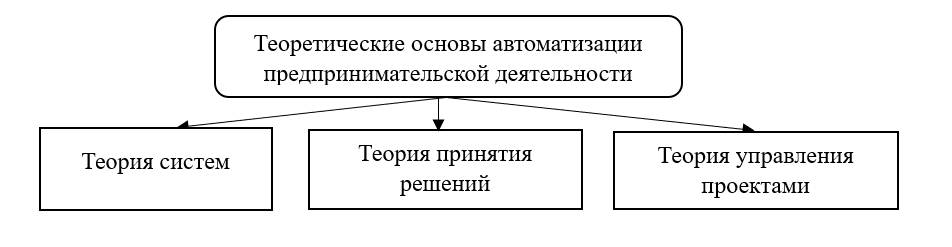 Теоретические основы автоматизации
предпринимательской деятельности
Теория систем
Теория принятия
решений
Теория управления
проектами